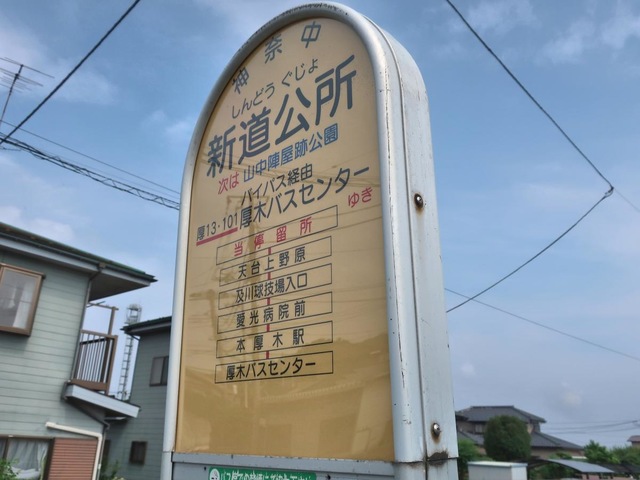 神奈中
しんどう ぐじょ
新道公所
次は 山中陣屋跡公園
バイパス経由
厚13・101 厚木バスセンター ゆき
当停留所
天台上野原
及川球技場入口
愛光病院前
本厚木駅
厚木バスセンター